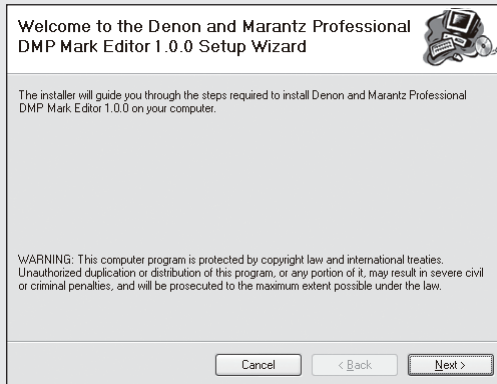 Welcome to the Denon and Marantz Professional
DMP Mark Editor 1.0.0 Setup Wizard
The installer will guide you through the steps required to install Denon and Marantz Professional
DMP Mark Editor 1.0.0 on your computer.
WARNING: This computer program is protected by copyright law and international treaties.
Unauthorized duplication or distribution of this program, or any portion of it, may result in severe civil
or criminal penalties, and will be prosecuted to the maximum extent possible under the law.
Cancel < Back Next >